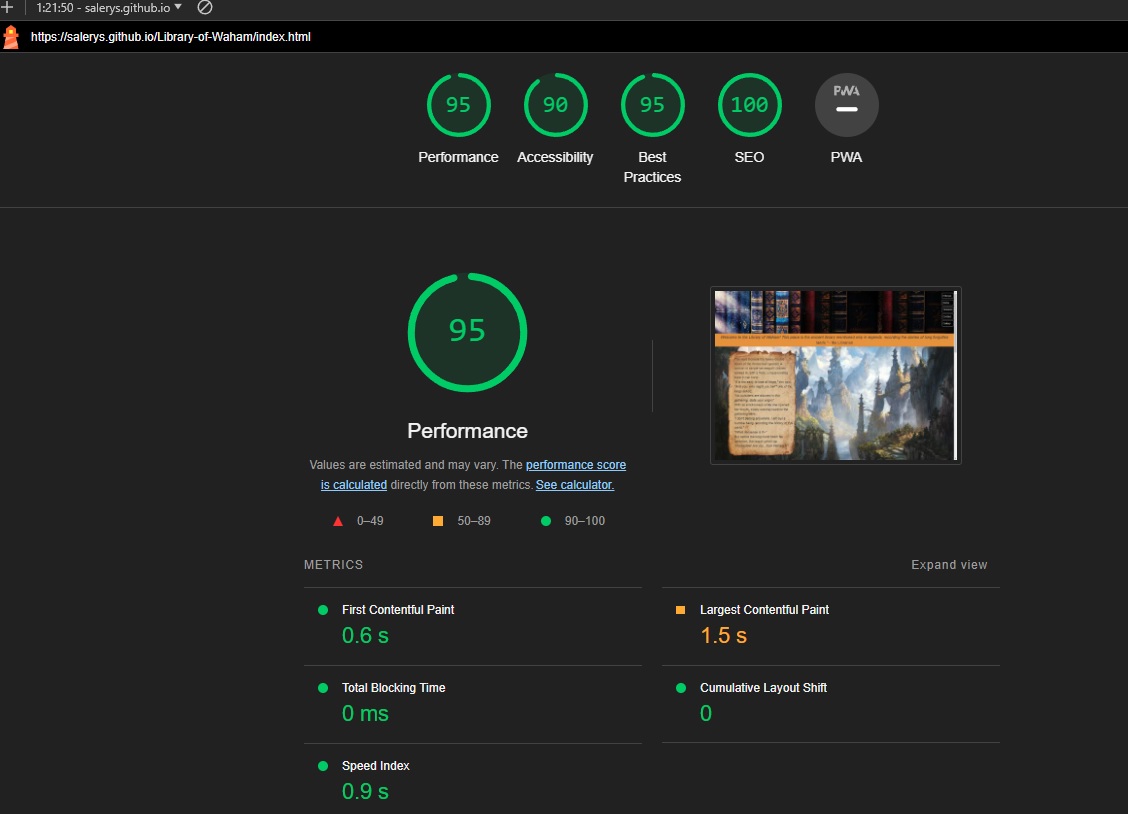 1:21:50 - salerys.github.io
https://salerys.github.io/Library-of-Waham/index.html
95
90
95
100
PWA
Performance
Accessibility
Best
Practices
SEO
PWA
95
Performance
Values are estimated and may vary. The performance score
is calculated directly from these metrics. See calculator.
0–49
50–89
90–100
METRICS
Expand view
First Contentful Paint
0.6 s
Largest Contentful Paint
1.5 s
Total Blocking Time
0 ms
Cumulative Layout Shift
0
Speed Index
0.9 s